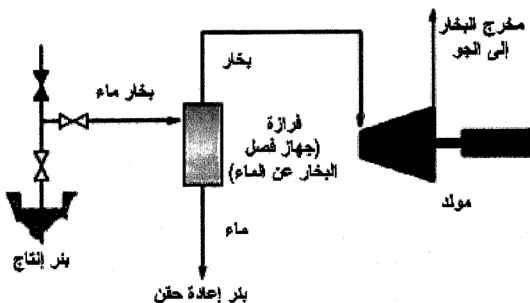 مخرج البخار
إلى الجو
بخار
بخار ماء
فرازة
(جهاز فصل
البخار عن الماء)
مولد
ماء
بئر إنتاج
بئر إعادة حقن